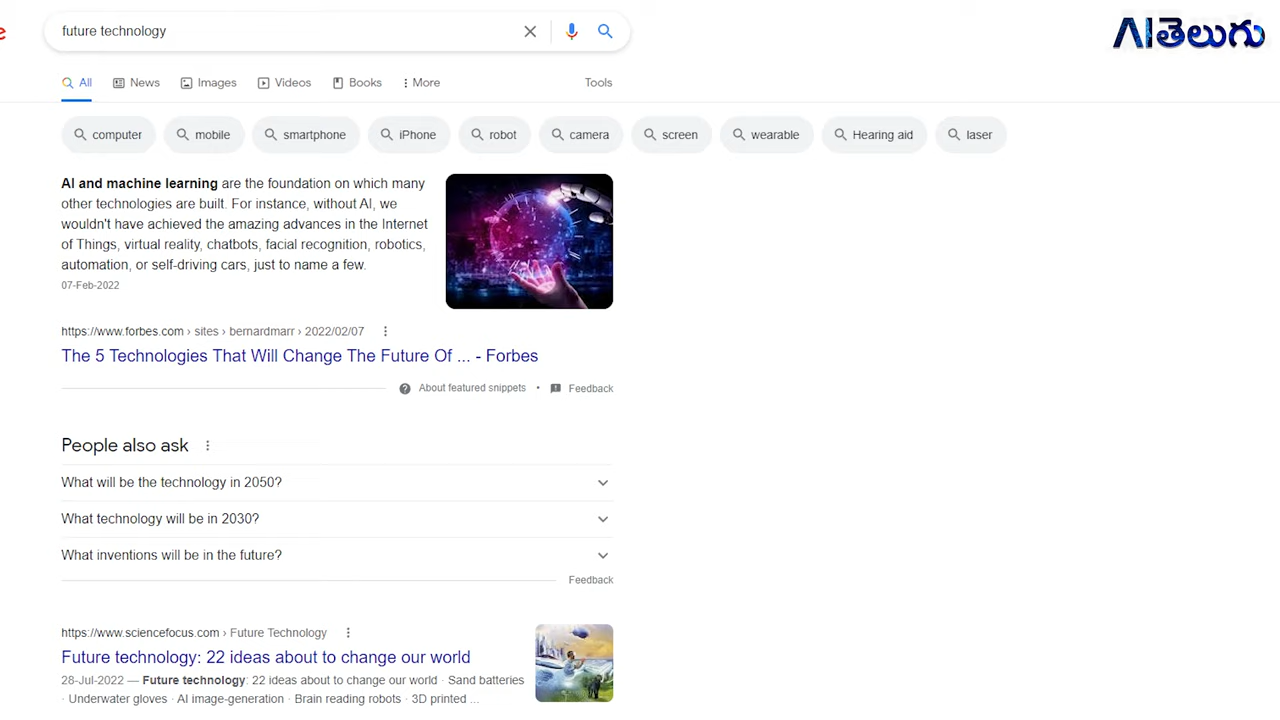 e
future technology
AIతెలుగు
All News Images Videos Books More Tools
computer mobile smartphone iPhone robot camera screen wearable Hearing aid laser
AI and machine learning are the foundation on which many
other technologies are built. For instance, without AI, we
wouldn't have achieved the amazing advances in the Internet
of Things, virtual reality, chatbots, facial recognition, robotics,
automation, or self-driving cars, just to name a few.
07-Feb-2022
https://www.forbes.com › sites › bernardmarr › 2022/02/07
The 5 Technologies That Will Change The Future Of ... - Forbes
About featured snippets • Feedback
People also ask
What will be the technology in 2050?
What technology will be in 2030?
What inventions will be in the future?
Feedback
https://www.sciencefocus.com › Future Technology
Future technology: 22 ideas about to change our world
28-Jul-2022 — Future technology: 22 ideas about to change our world · Sand batteries
· Underwater gloves · AI image-generation · Brain reading robots · 3D printed ...